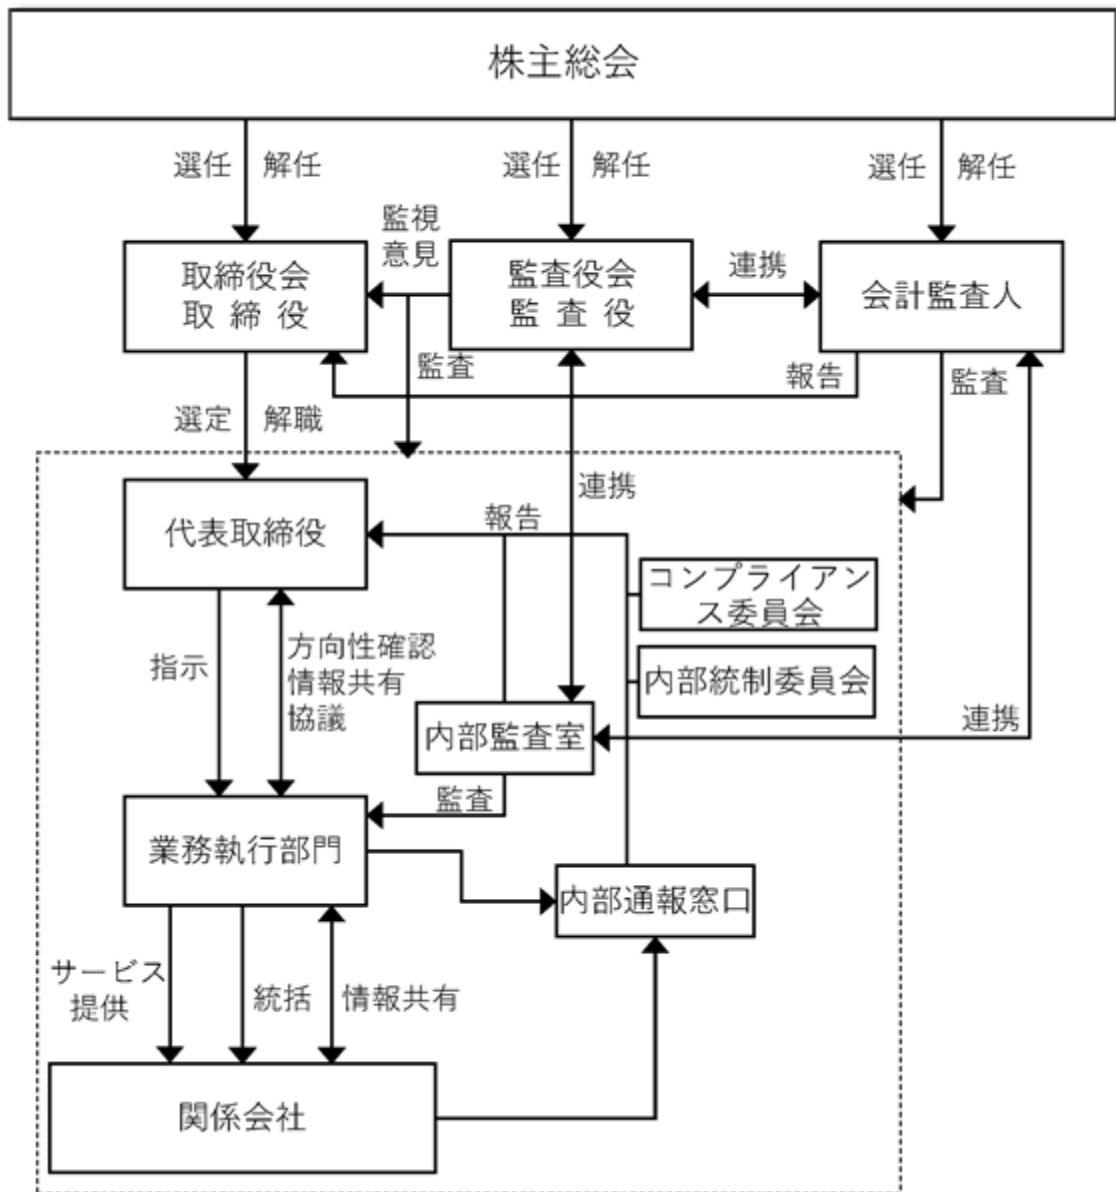 株主総会
選任 解任
選任 解任
選任 解任
監視
意見
取締役会
取締役
監査役会
監査役
連携
会計監査人
監査
報告
監査
選定 解職
連携
代表取締役
報告
コンプライアン
ス委員会
指示
方向性確認
情報共有
協議
内部統制委員会
内部監査室
連携
監査
業務執行部門
内部通報窓口
サービス
提供
統括
情報共有
関係会社